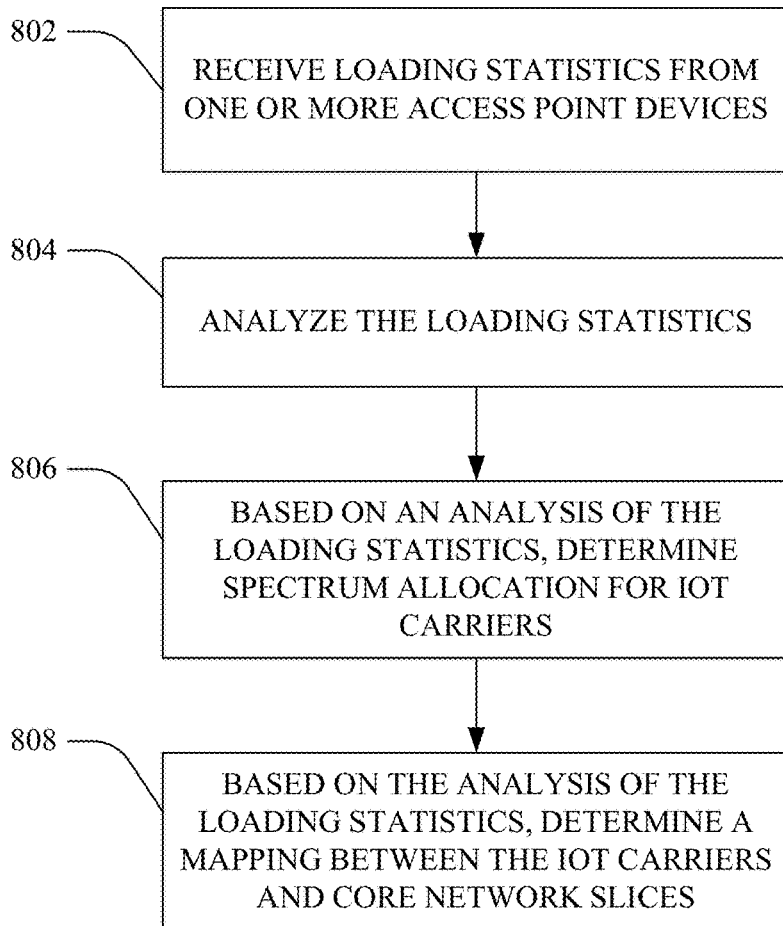 802
RECEIVE LOADING STATISTICS FROM
ONE OR MORE ACCESS POINT DEVICES
804
ANALYZE THE LOADING STATISTICS
806
BASED ON AN ANALYSIS OF THE
LOADING STATISTICS, DETERMINE
SPECTRUM ALLOCATION FOR IOT
CARRIERS
808
BASED ON THE ANALYSIS OF THE
LOADING STATISTICS, DETERMINE A
MAPPING BETWEEN THE IOT CARRIERS
AND CORE NETWORK SLICES